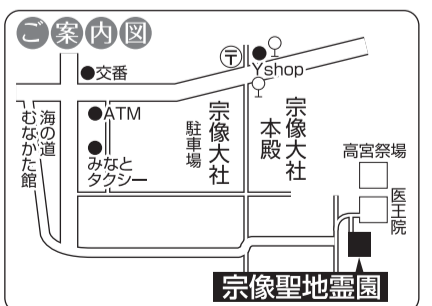 ご案内図
●交番
〒
Yshop
●ATM
海の道
むなかた館
みなと
タクシー
宗像大社
駐車場
宗像大社
本殿
高宮祭場
医王院
宗像聖地霊園